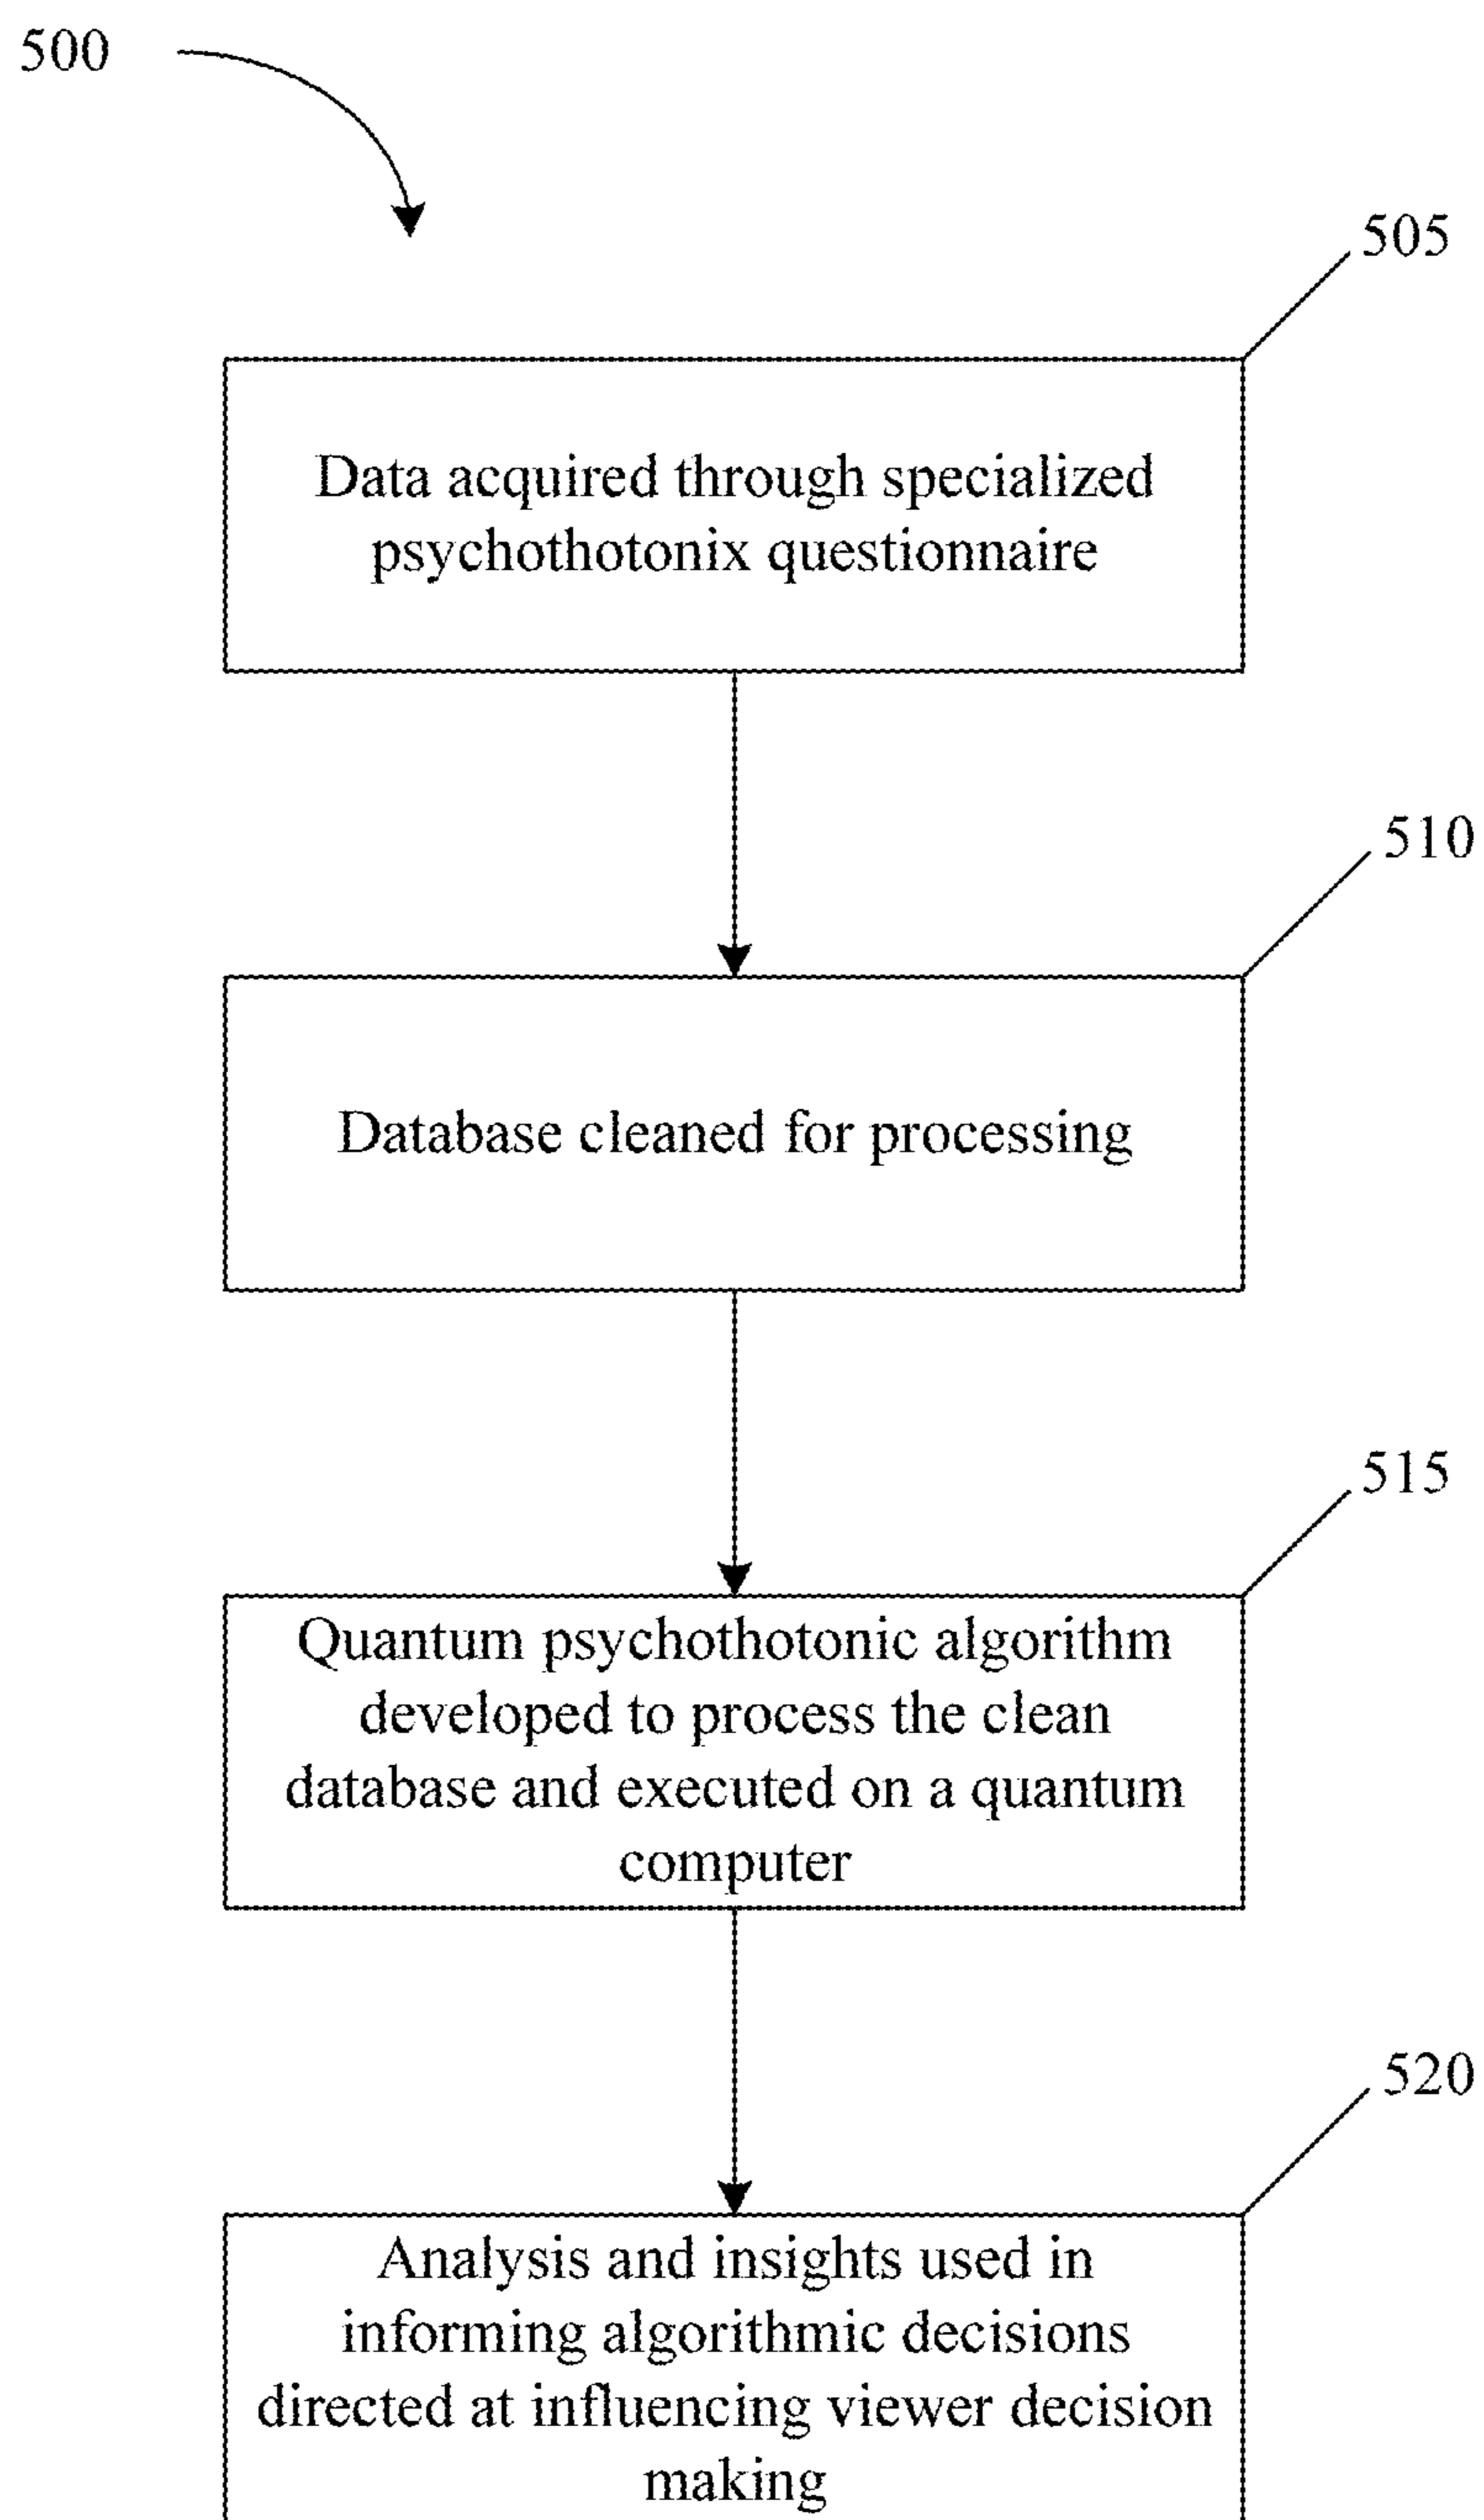 500
505
Data acquired through specialized
psychothotonix questionnaire
510
Database cleaned for processing
515
Quantum psychothotonic algorithm
developed to process the clean
database and executed on a quantum
computer
520
Analysis and insights used in
informing algorithmic decisions
directed at influencing viewer decision
making